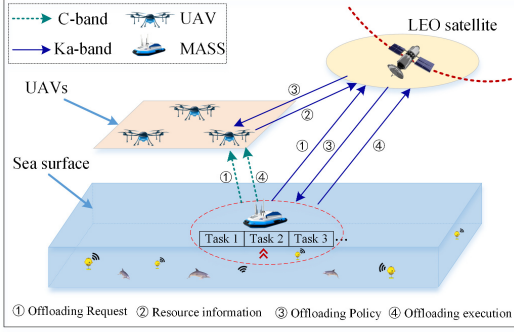 C-band UAV
Ka-band MASS
LEO satellite
UAVs
③
②
① ③ ④
Sea surface
① ④
Task 1 Task 2 Task 3 ...
① Offloading Request ② Resource information ③ Offloading Policy ④ Offloading execution